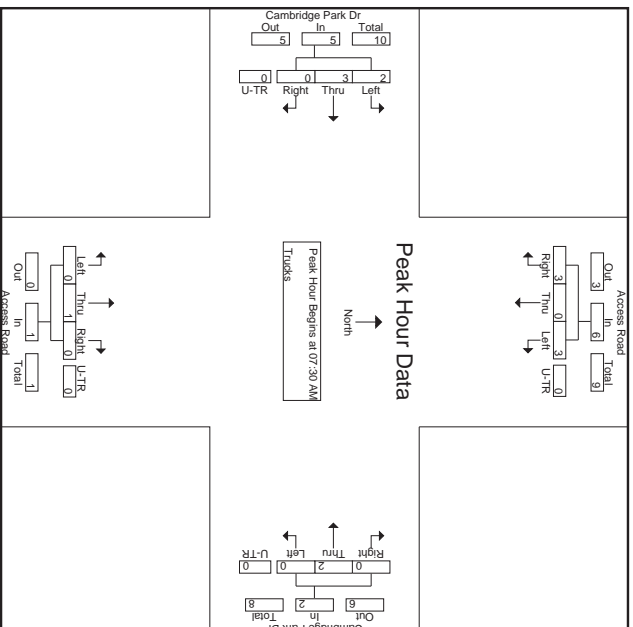 Cambridge Park Dr
Out In Total
5 5 10
0 0 3 2
U-TR Right Thru Left
Peak Hour Data
North
Peak Hour Begins at 07:30 AM
Trucks
Access Road
Out In Total
0 1 1
Left Thru Right U-TR
0 1 0 0
Access Road
Out In Total
3 6 9
Right Thru Left U-TR
3 0 3 0
U-TR Left Thru Right
0 0 2 0
8 2 6
Total In Out
Cambridge Park Dr